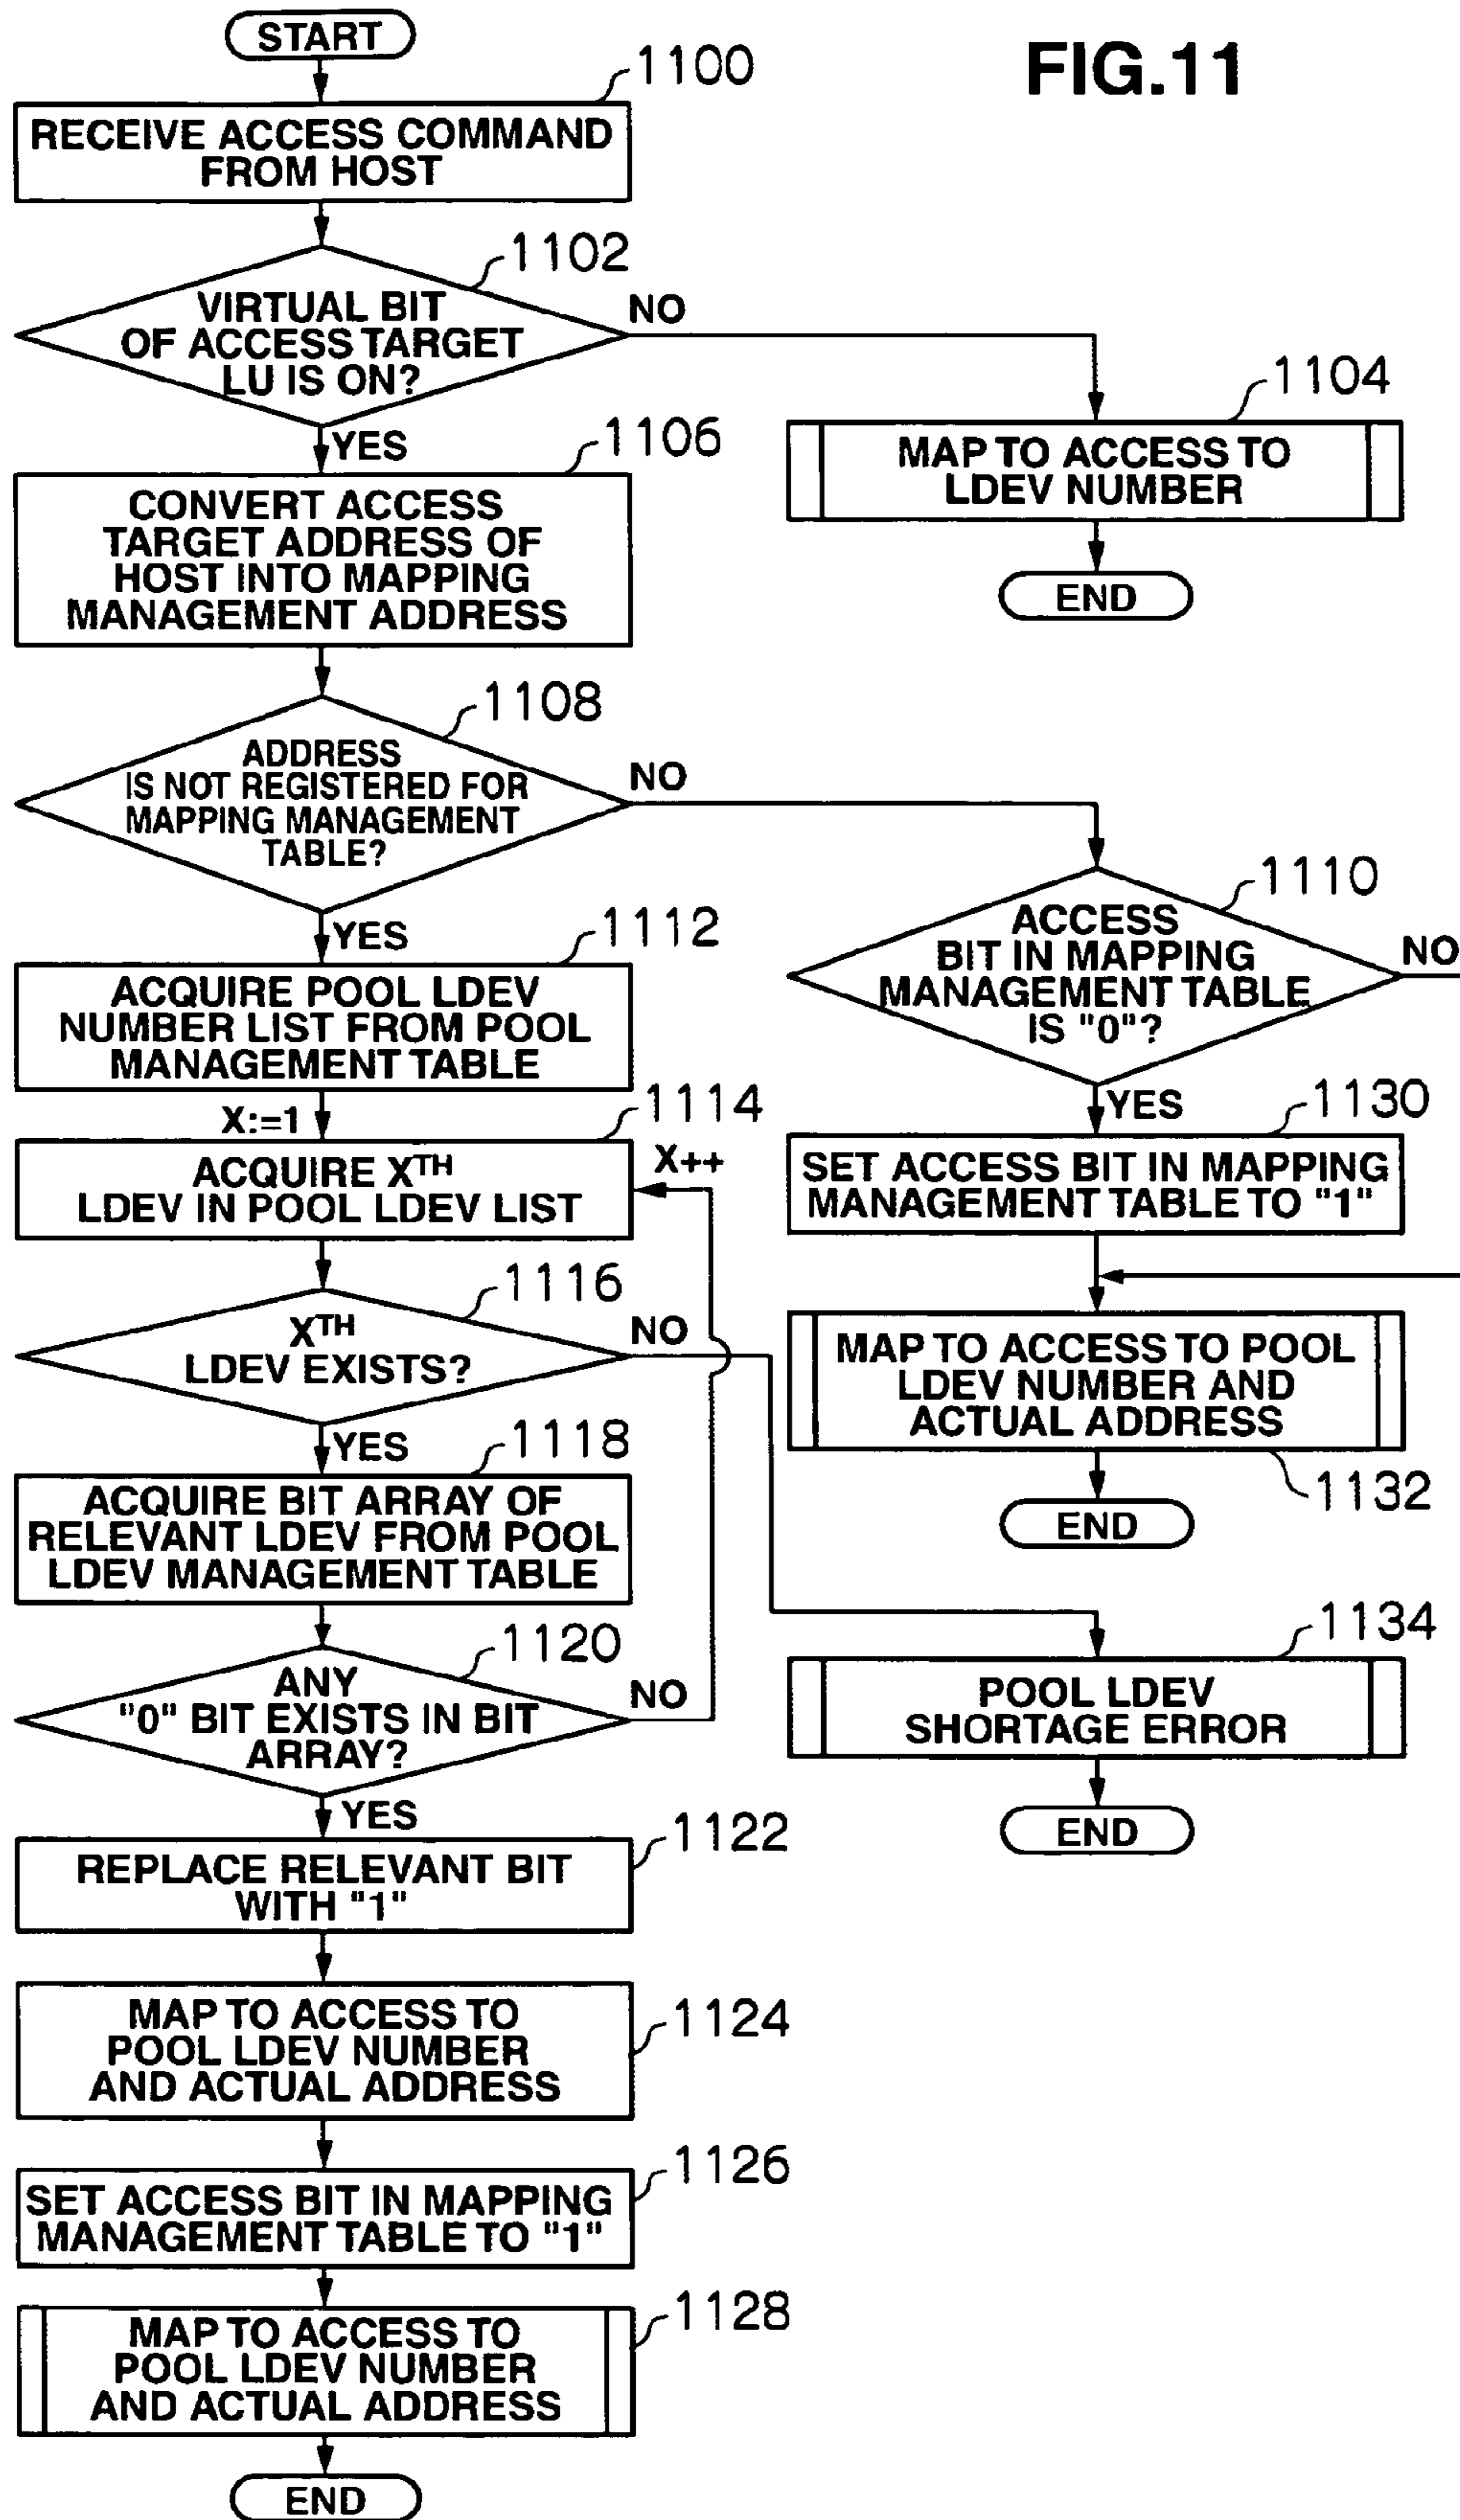 START
FIG.11
1100
RECEIVE ACCESS COMMAND
FROM HOST
1102
VIRTUAL BIT
OF ACCESS TARGET
LU IS ON?
NO
YES
1104
MAP TO ACCESS TO
LDEV NUMBER
END
1106
CONVERT ACCESS
TARGET ADDRESS OF
HOST INTO MAPPING
MANAGEMENT ADDRESS
1108
ADDRESS
IS NOT REGISTERED FOR
MAPPING MANAGEMENT
TABLE?
NO
YES
1110
ACCESS
BIT IN MAPPING
MANAGEMENT TABLE
IS "0"?
NO
YES
1112
ACQUIRE POOL LDEV
NUMBER LIST FROM POOL
MANAGEMENT TABLE
X:=1
1114
ACQUIRE XTH
LDEV IN POOL LDEV LIST
X++
1130
SET ACCESS BIT IN MAPPING
MANAGEMENT TABLE TO "1"
1116
XTH
LDEV EXISTS?
NO
YES
MAP TO ACCESS TO POOL
LDEV NUMBER AND
ACTUAL ADDRESS
1132
END
1118
ACQUIRE BIT ARRAY OF
RELEVANT LDEV FROM POOL
LDEV MANAGEMENT TABLE
1120
ANY
"0" BIT EXISTS IN BIT
ARRAY?
NO
YES
1134
POOL LDEV
SHORTAGE ERROR
END
1122
REPLACE RELEVANT BIT
WITH "1"
1124
MAP TO ACCESS TO
POOL LDEV NUMBER
AND ACTUAL ADDRESS
1126
SET ACCESS BIT IN MAPPING
MANAGEMENT TABLE TO "1"
1128
MAP TO ACCESS TO
POOL LDEV NUMBER
AND ACTUAL ADDRESS
END